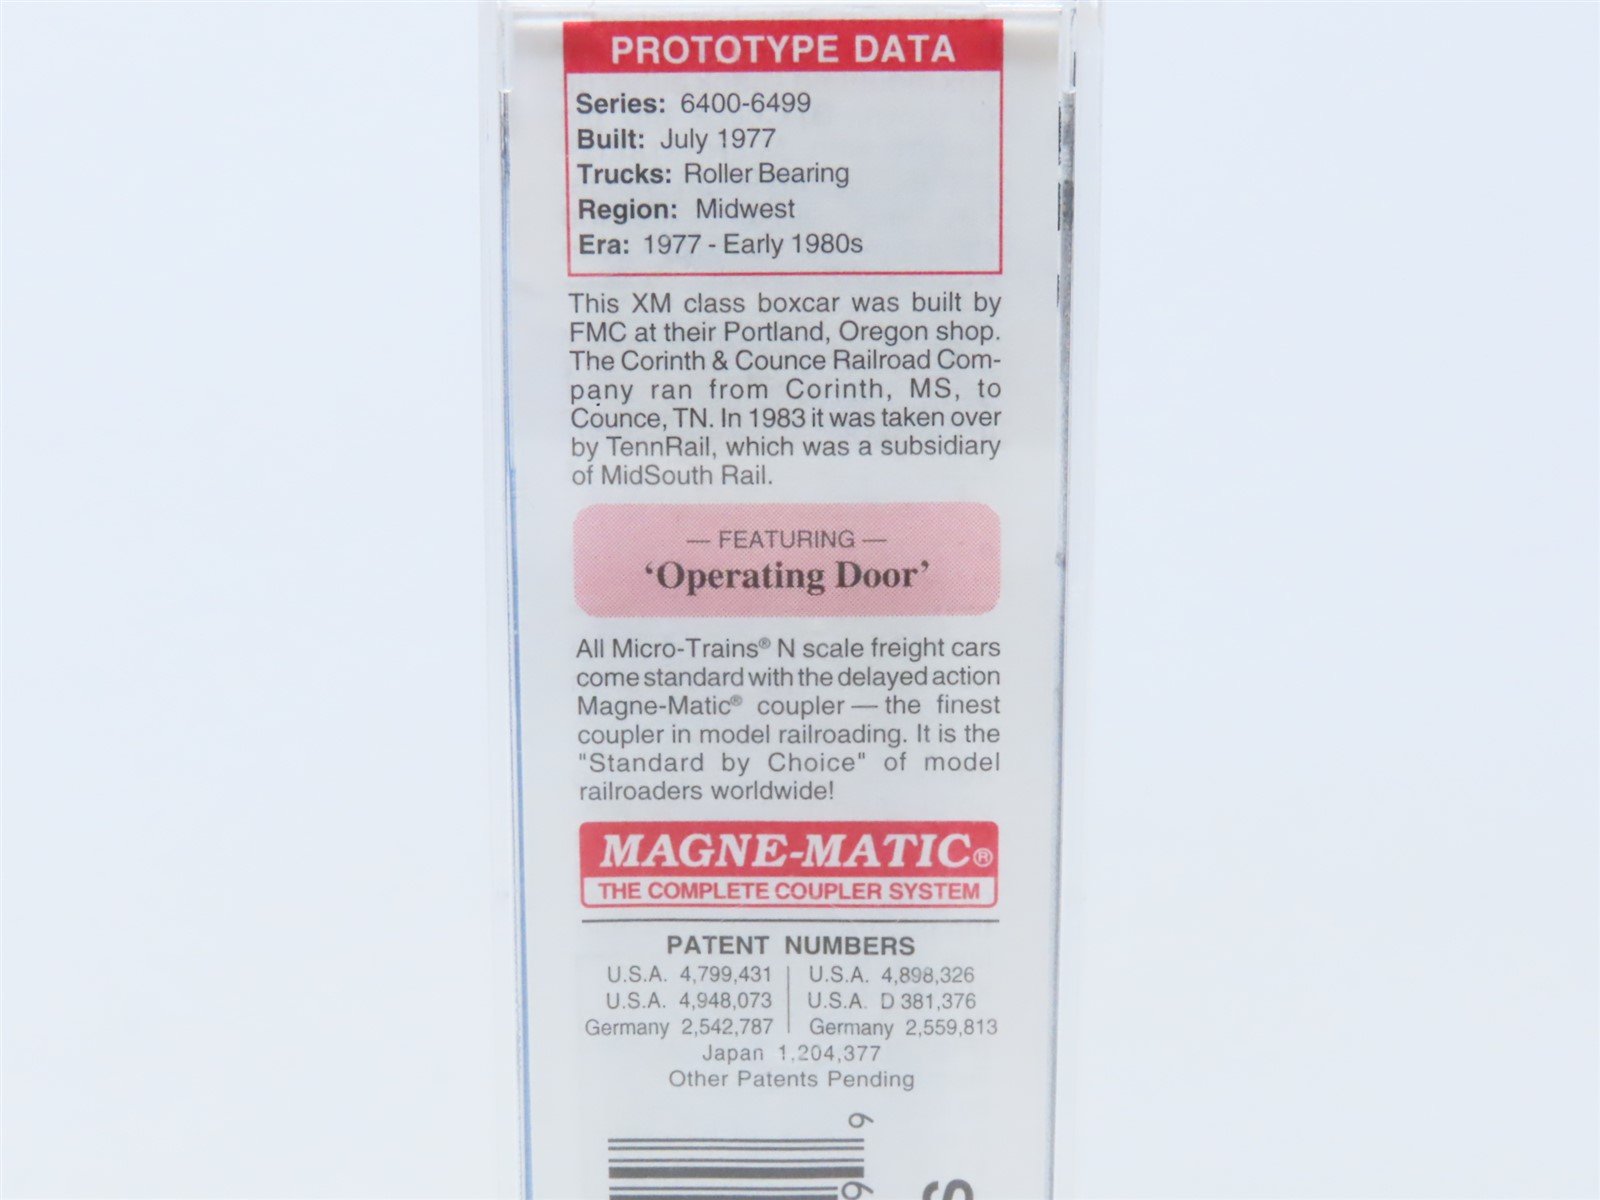 PROTOTYPE DATA
Series: 6400-6499
Built: July 1977
Trucks: Roller Bearing
Region: Midwest
Era: 1977 - Early 1980s
This XM class boxcar was built by
FMC at their Portland, Oregon shop.
The Corinth & Counce Railroad Com-
pany ran from Corinth, MS, to
Counce, TN. In 1983 it was taken over
by TennRail, which was a subsidiary
of MidSouth Rail.
— FEATURING —
‘Operating Door’
All Micro-Trains® N scale freight cars
come standard with the delayed action
Magne-Matic® coupler — the finest
coupler in model railroading. It is the
"Standard by Choice" of model
railroaders worldwide!
MAGNE-MATIC®
THE COMPLETE COUPLER SYSTEM
PATENT NUMBERS
U.S.A. 4,799,431 | U.S.A. 4,898,326
U.S.A. 4,948,073 | U.S.A. D 381,376
Germany 2,542,787 | Germany 2,559,813
Japan 1,204,377
Other Patents Pending